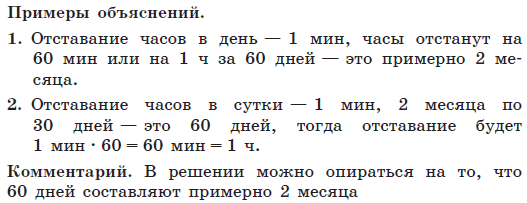 Примеры объяснений.
1. Отставание часов в день — 1 мин, часы отстанут на
60 мин или на 1 ч за 60 дней — это примерно 2 ме-
сяца.
2. Отставание часов в сутки — 1 мин, 2 месяца по
30 дней — это 60 дней, тогда отставание будет
1 мин · 60 = 60 мин = 1 ч.
Комментарий. В решении можно опираться на то, что
60 дней составляют примерно 2 месяца